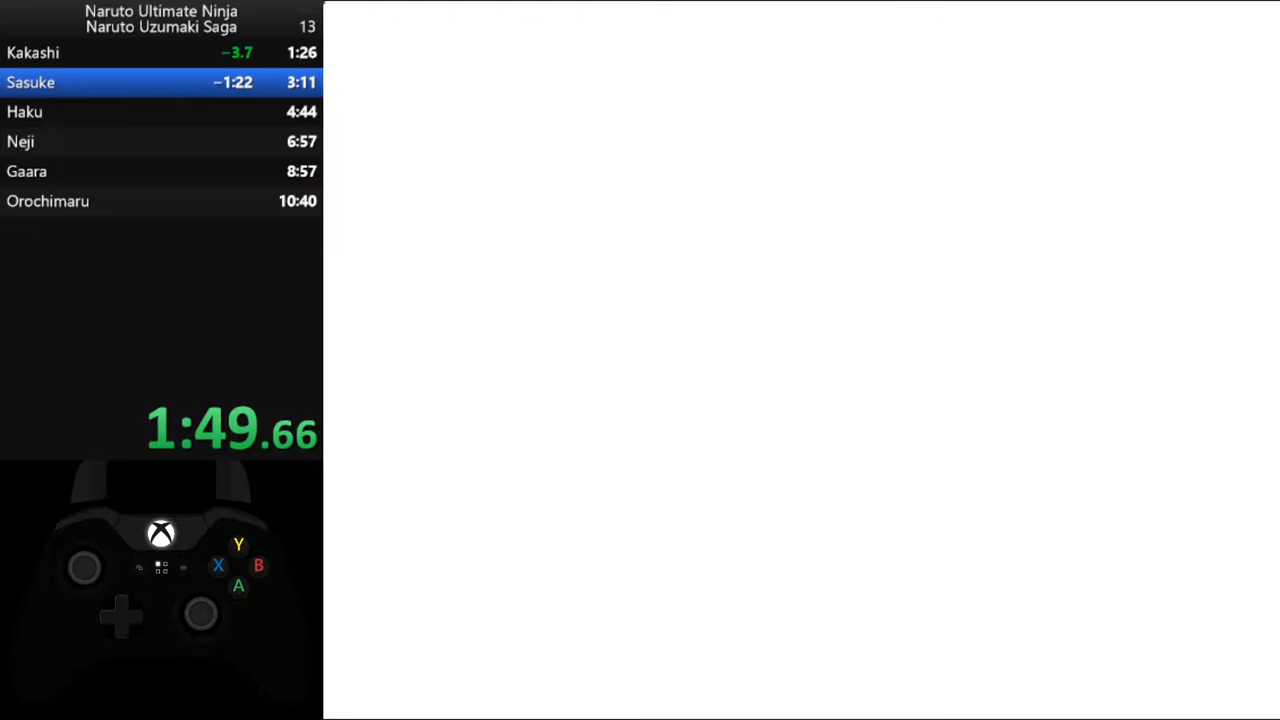 Naruto Ultimate Ninja
Naruto Uzumaki Saga 13
Kakashi −3.7 1:26
Sasuke −1:22 3:11
Haku 4:44
Neji 6:57
Gaara 8:57
Orochimaru 10:40
1:49.66
Y
X B
A